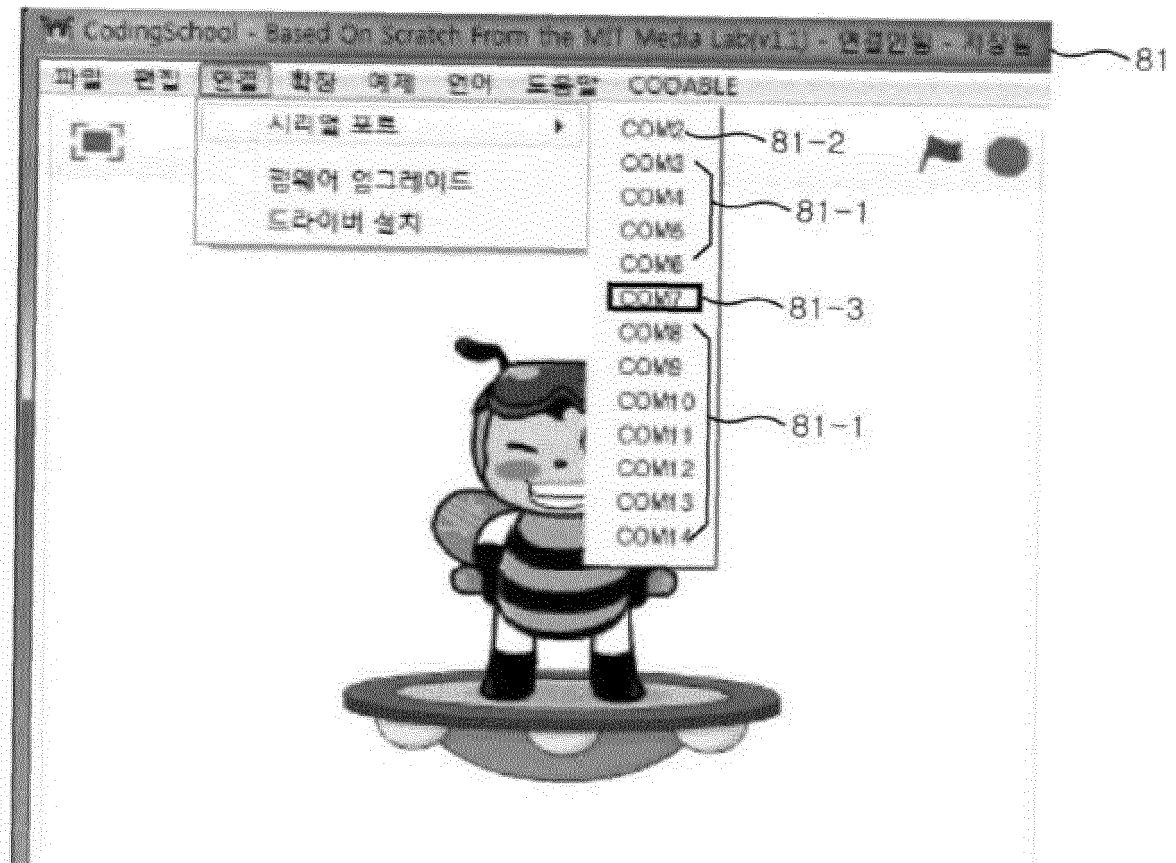 CodingSchool - Based On Scratch From the MIT Media Lab(v1.1) - 연결안됨 - 저장됨
81
파일 편집 연결 확장 예제 언어 도움말 CODABLE
시리얼 포트
펌웨어 업그레이드
드라이버 설치
COM2
81-2
COM3
COM4
81-1
COM5
COM6
COM7
81-3
COM8
COM9
COM10
81-1
COM11
COM12
COM13
COM14